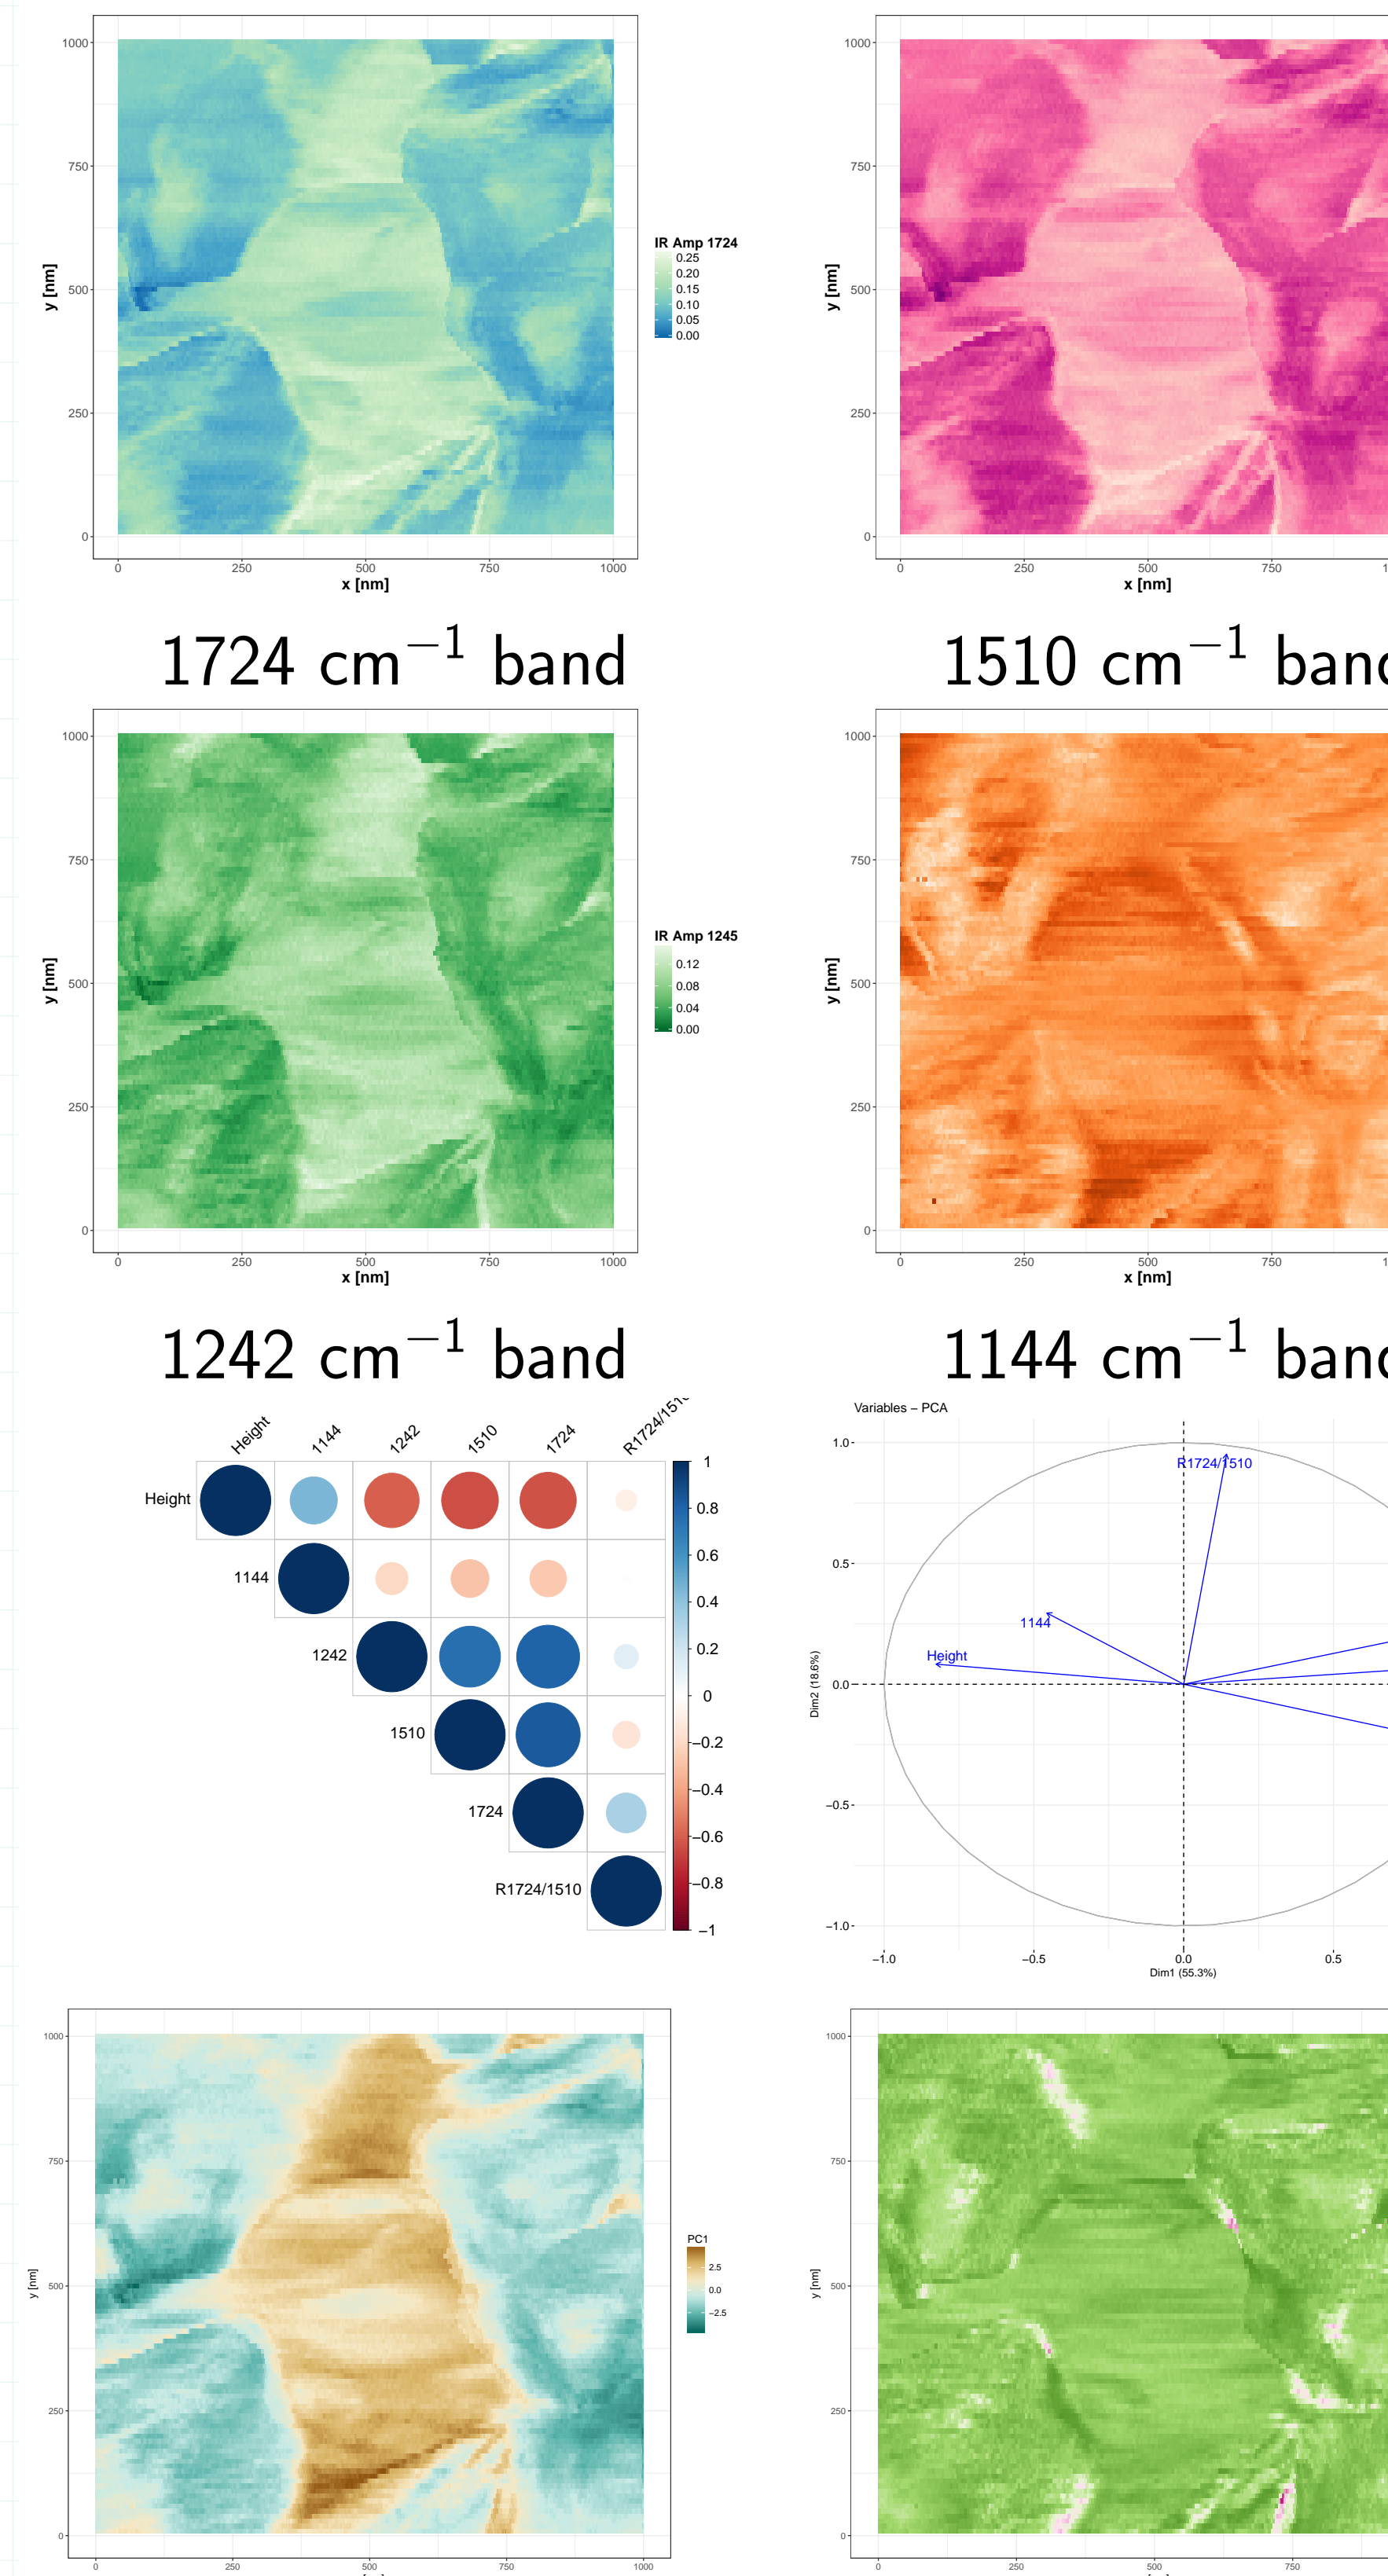 1000
750
500
250
0
y [nm]
0 250 500 750 1000
x [nm]
IR Amp 1724
0.25
0.20
0.15
0.10
0.05
0.00
1000
750
500
250
0
y [nm]
0 250 500 750
x [nm]
1724 cm⁻¹ band
1510 cm⁻¹
1000
750
500
250
0
y [nm]
0 250 500 750 1000
x [nm]
IR Amp 1245
0.12
0.08
0.04
0.00
1000
750
500
250
0
y [nm]
0 250 500 750
x [nm]
1242 cm⁻¹ band
1144 cm⁻¹
Height 1144 1242 1510 1724 R1724/1510
Height
1144
1242
1510
1724
R1724/1510
1
0.8
0.6
0.4
0.2
0
−0.2
−0.4
−0.6
−0.8
−1
Variables − PCA
1.0
0.5
0.0
−0.5
−1.0
Dim2 (18.6%)
R1724/1510
1144
Height
−1.0 −0.5 0.0 0.5
Dim1 (55.3%)
1000
750
500
250
0
y [nm]
0 250 500 750 1000
PC1
2.5
0.0
−2.5
1000
750
500
250
0
y [nm]
0 250 500 750